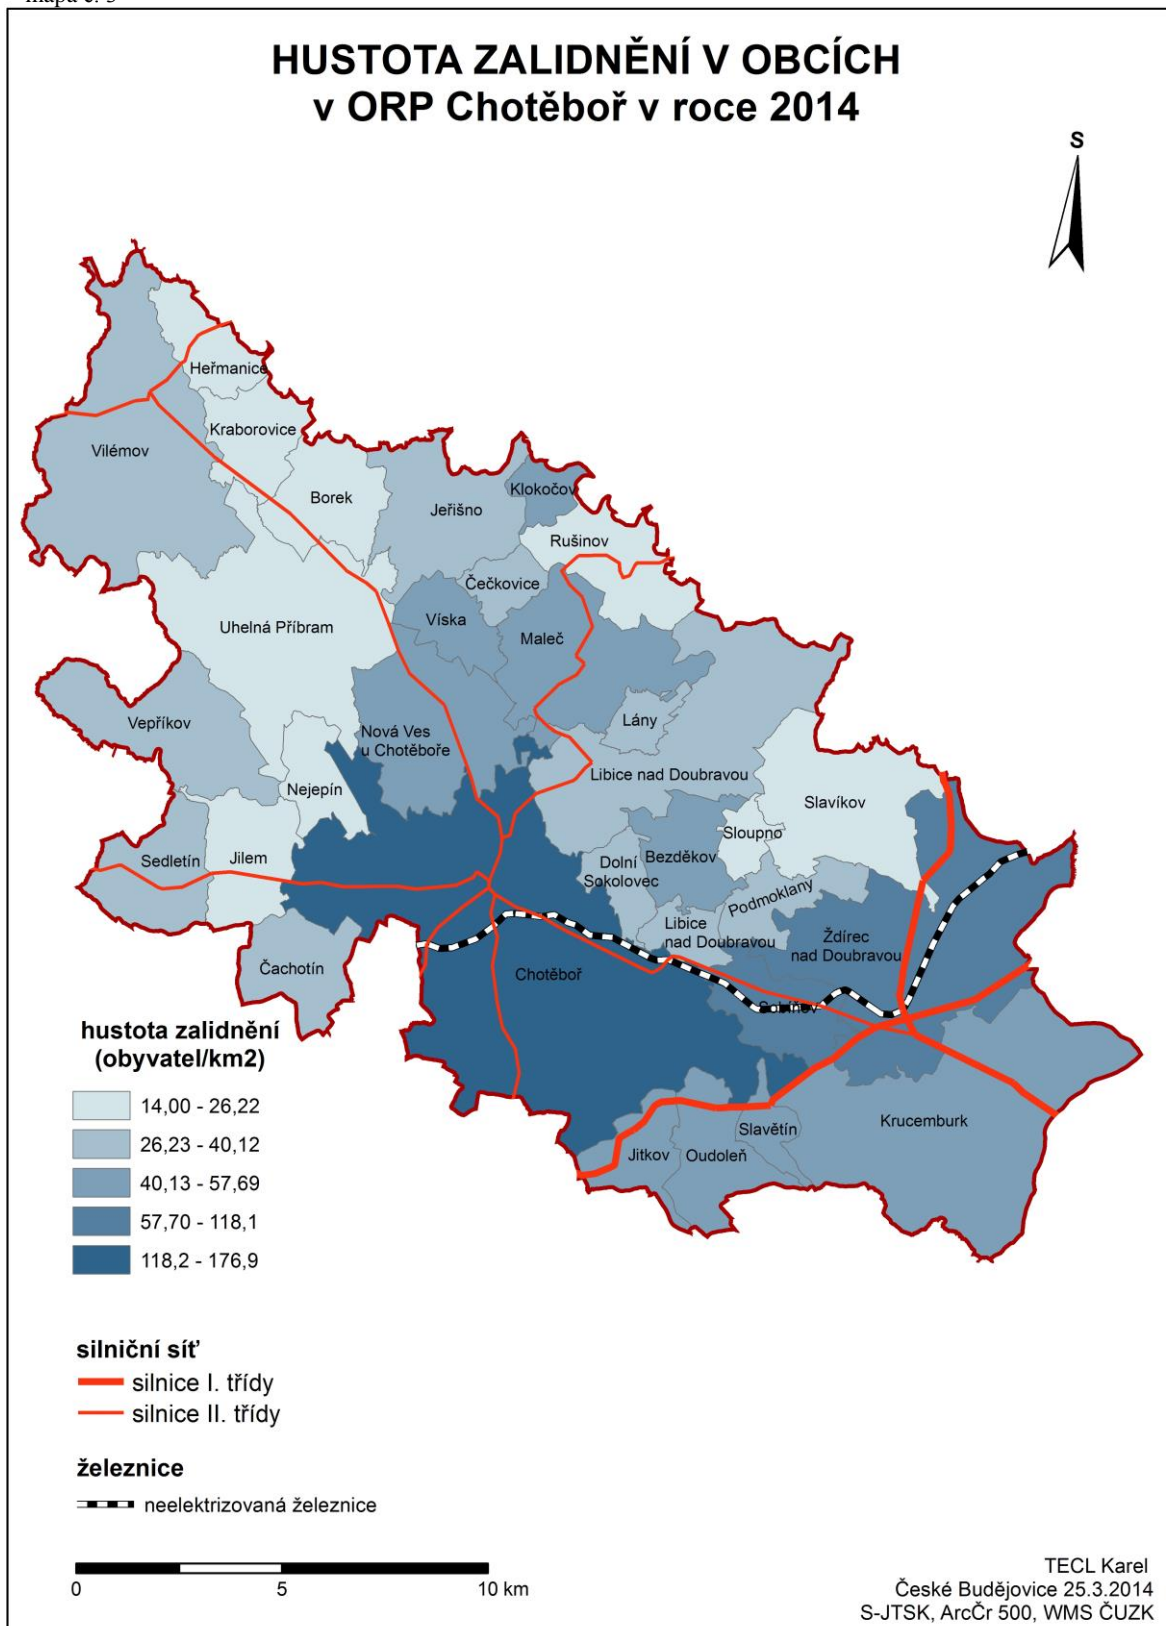 HUSTOTA ZALIDNĚNÍ V OBCÍCH
v ORP Chotěboř v roce 2014
S
Heřmanice
Kraborovice
Vilémov
Borek
Klokočov
Jeřišno
Rušinov
Čečkovice
Víska
Uhelná Příbram
Maleč
Lány
Vepříkov
Nová Ves
u Chotěboře
Libice nad Doubravou
Nejepín
Slavíkov
Sloupno
Sedletín
Jilem
Dolní
Sokolovec
Bezděkov
Podmoklany
Libice
nad Doubravou
Ždírec
nad Doubravou
Čachotín
Chotěboř
Sobíňov
Krucemburk
Slavětín
Jitkov
Oudoleň
hustota zalidnění
(obyvatel/km2)
14,00 - 26,22
26,23 - 40,12
40,13 - 57,69
57,70 - 118,1
118,2 - 176,9
silniční síť
silnice I. třídy
silnice II. třídy
železnice
neelektrizovaná železnice
0 5 10 km
TECL Karel
České Budějovice 25.3.2014
S-JTSK, ArcČr 500, WMS ČUZK